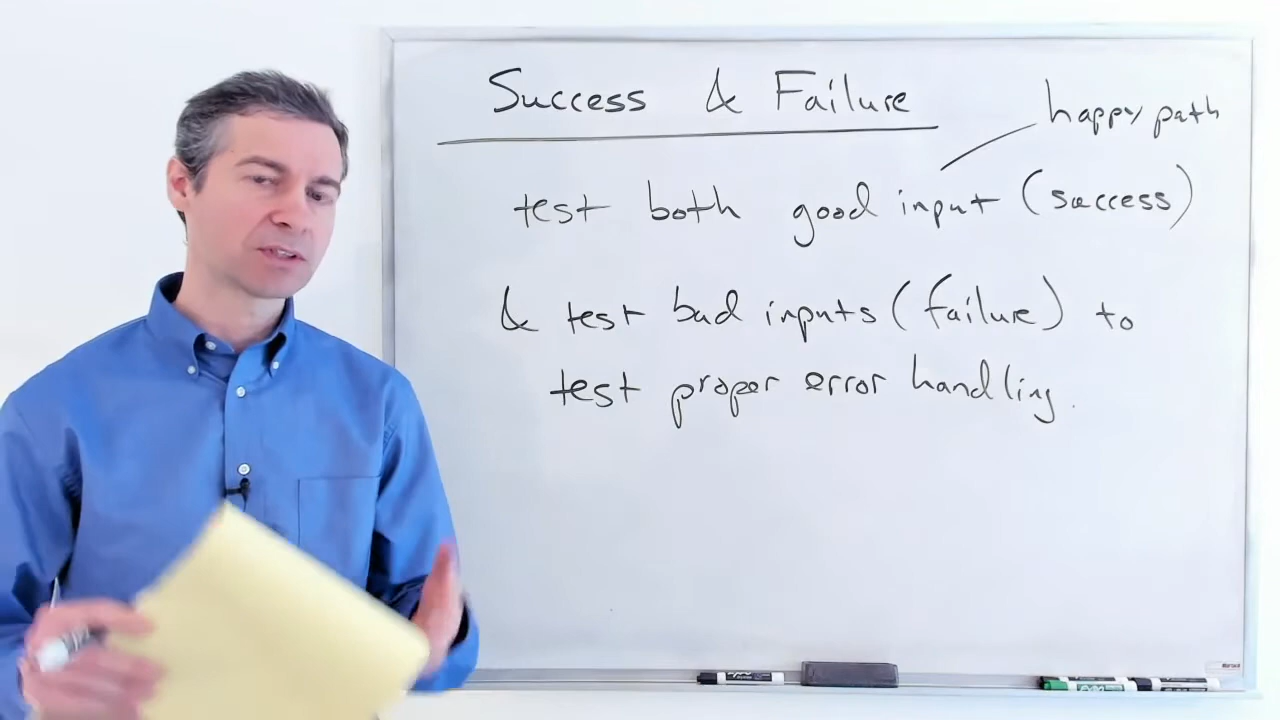 Success & Failure
happy path
test both good input (success)
& test bad inputs (failure) to
test proper error handling.